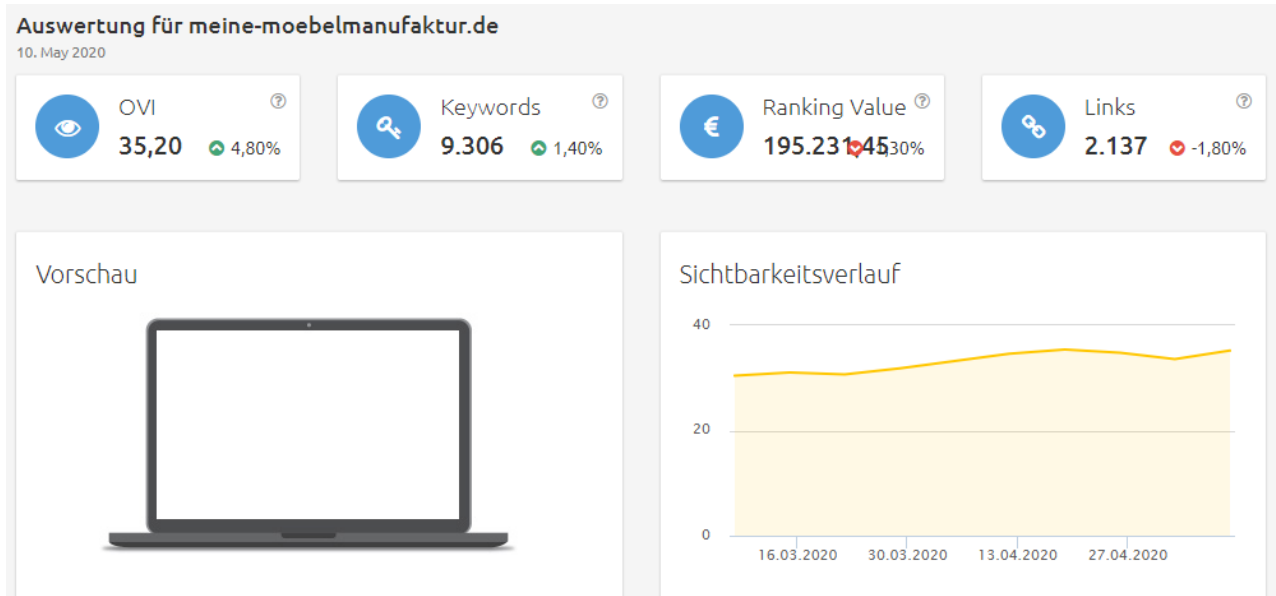 Auswertung für meine-moebelmanufaktur.de
10. May 2020
OVI
35,20 4,80%
Keywords
9.306 1,40%
Ranking Value
195.231,45 30%
Links
2.137 -1,80%
Vorschau
Sichtbarkeitsverlauf
40
20
0
16.03.2020 30.03.2020 13.04.2020 27.04.2020